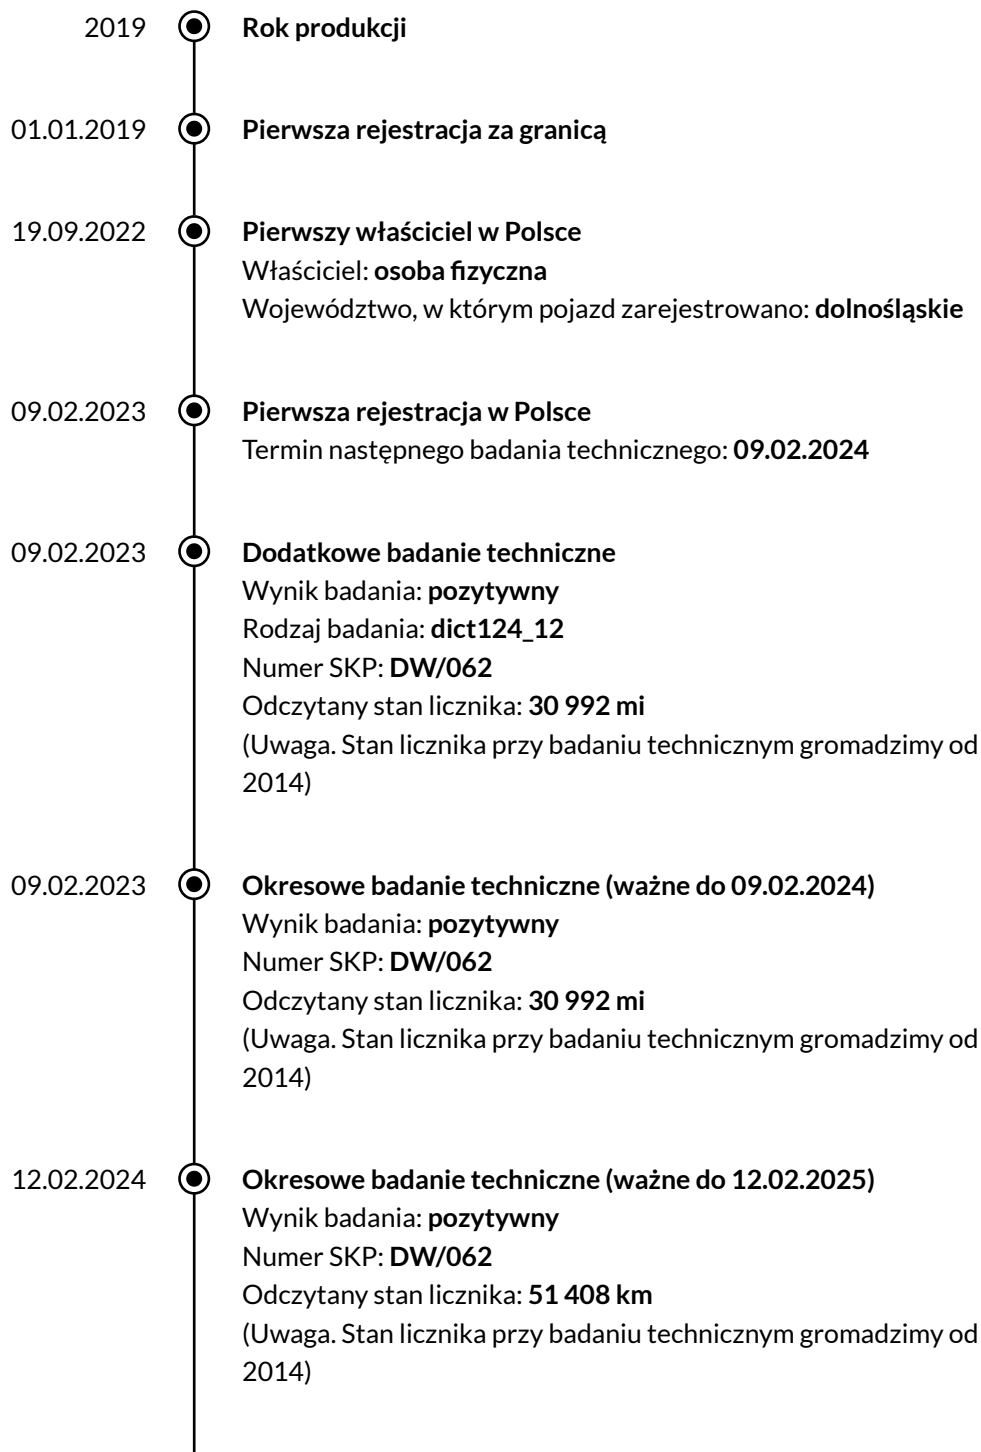 2019 Rok produkcji
01.01.2019 Pierwsza rejestracja za granicą
19.09.2022 Pierwszy właściciel w Polsce
Właściciel: osoba fizyczna
Województwo, w którym pojazd zarejestrowano: dolnośląskie
09.02.2023 Pierwsza rejestracja w Polsce
Termin następnego badania technicznego: 09.02.2024
09.02.2023 Dodatkowe badanie techniczne
Wynik badania: pozytywny
Rodzaj badania: dict124_12
Numer SKP: DW/062
Odczytany stan licznika: 30 992 mi
(Uwaga. Stan licznika przy badaniu technicznym gromadzimy od
2014)
09.02.2023 Okresowe badanie techniczne (ważne do 09.02.2024)
Wynik badania: pozytywny
Numer SKP: DW/062
Odczytany stan licznika: 30 992 mi
(Uwaga. Stan licznika przy badaniu technicznym gromadzimy od
2014)
12.02.2024 Okresowe badanie techniczne (ważne do 12.02.2025)
Wynik badania: pozytywny
Numer SKP: DW/062
Odczytany stan licznika: 51 408 km
(Uwaga. Stan licznika przy badaniu technicznym gromadzimy od
2014)